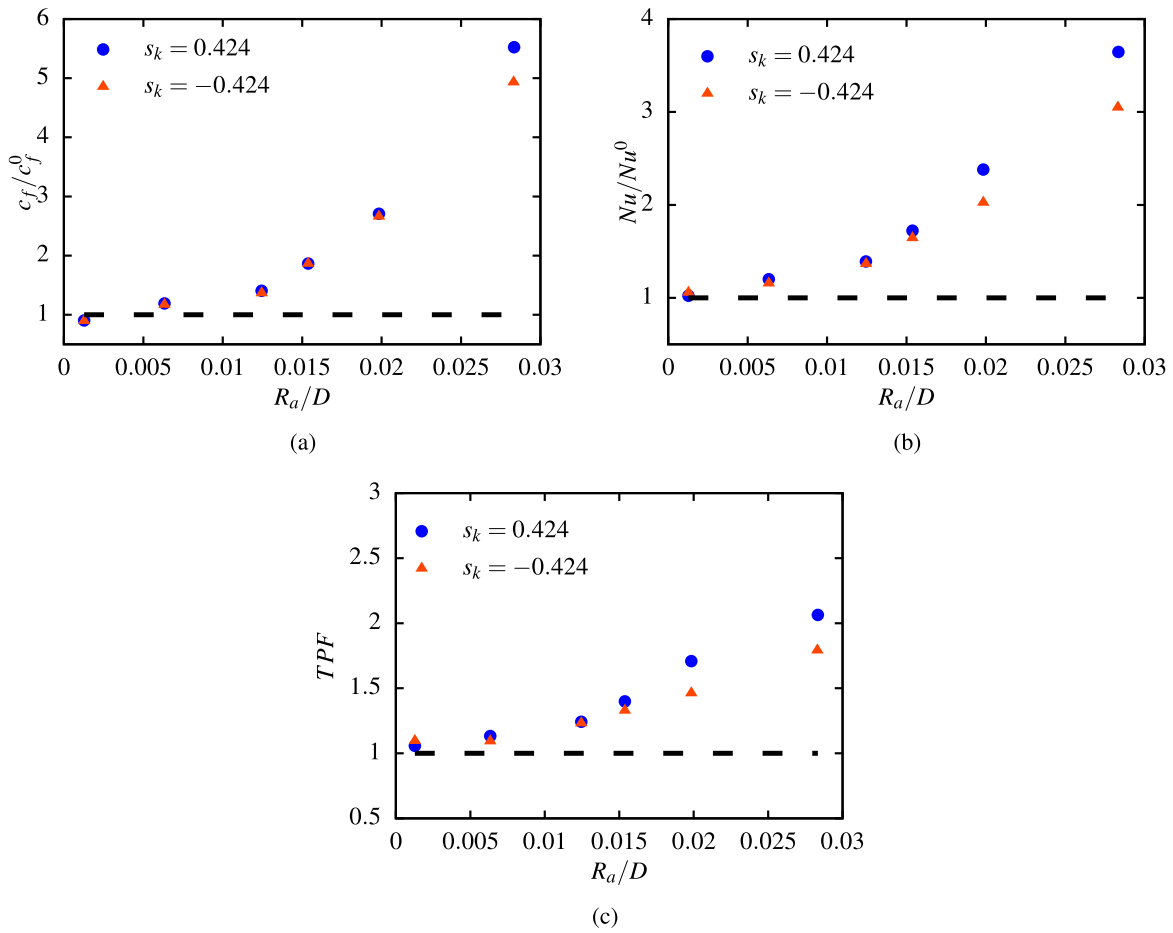 6
5
4
3
2
1
c_f/c_f^0
s_k = 0.424
s_k = −0.424
0 0.005 0.01 0.015 0.02 0.025 0.03
R_a/D
(a)
4
3
2
1
Nu/Nu^0
s_k = 0.424
s_k = −0.424
0 0.005 0.01 0.015 0.02 0.025 0.03
R_a/D
(b)
3
2.5
2
1.5
1
0.5
TPF
s_k = 0.424
s_k = −0.424
0 0.005 0.01 0.015 0.02 0.025 0.03
R_a/D
(c)